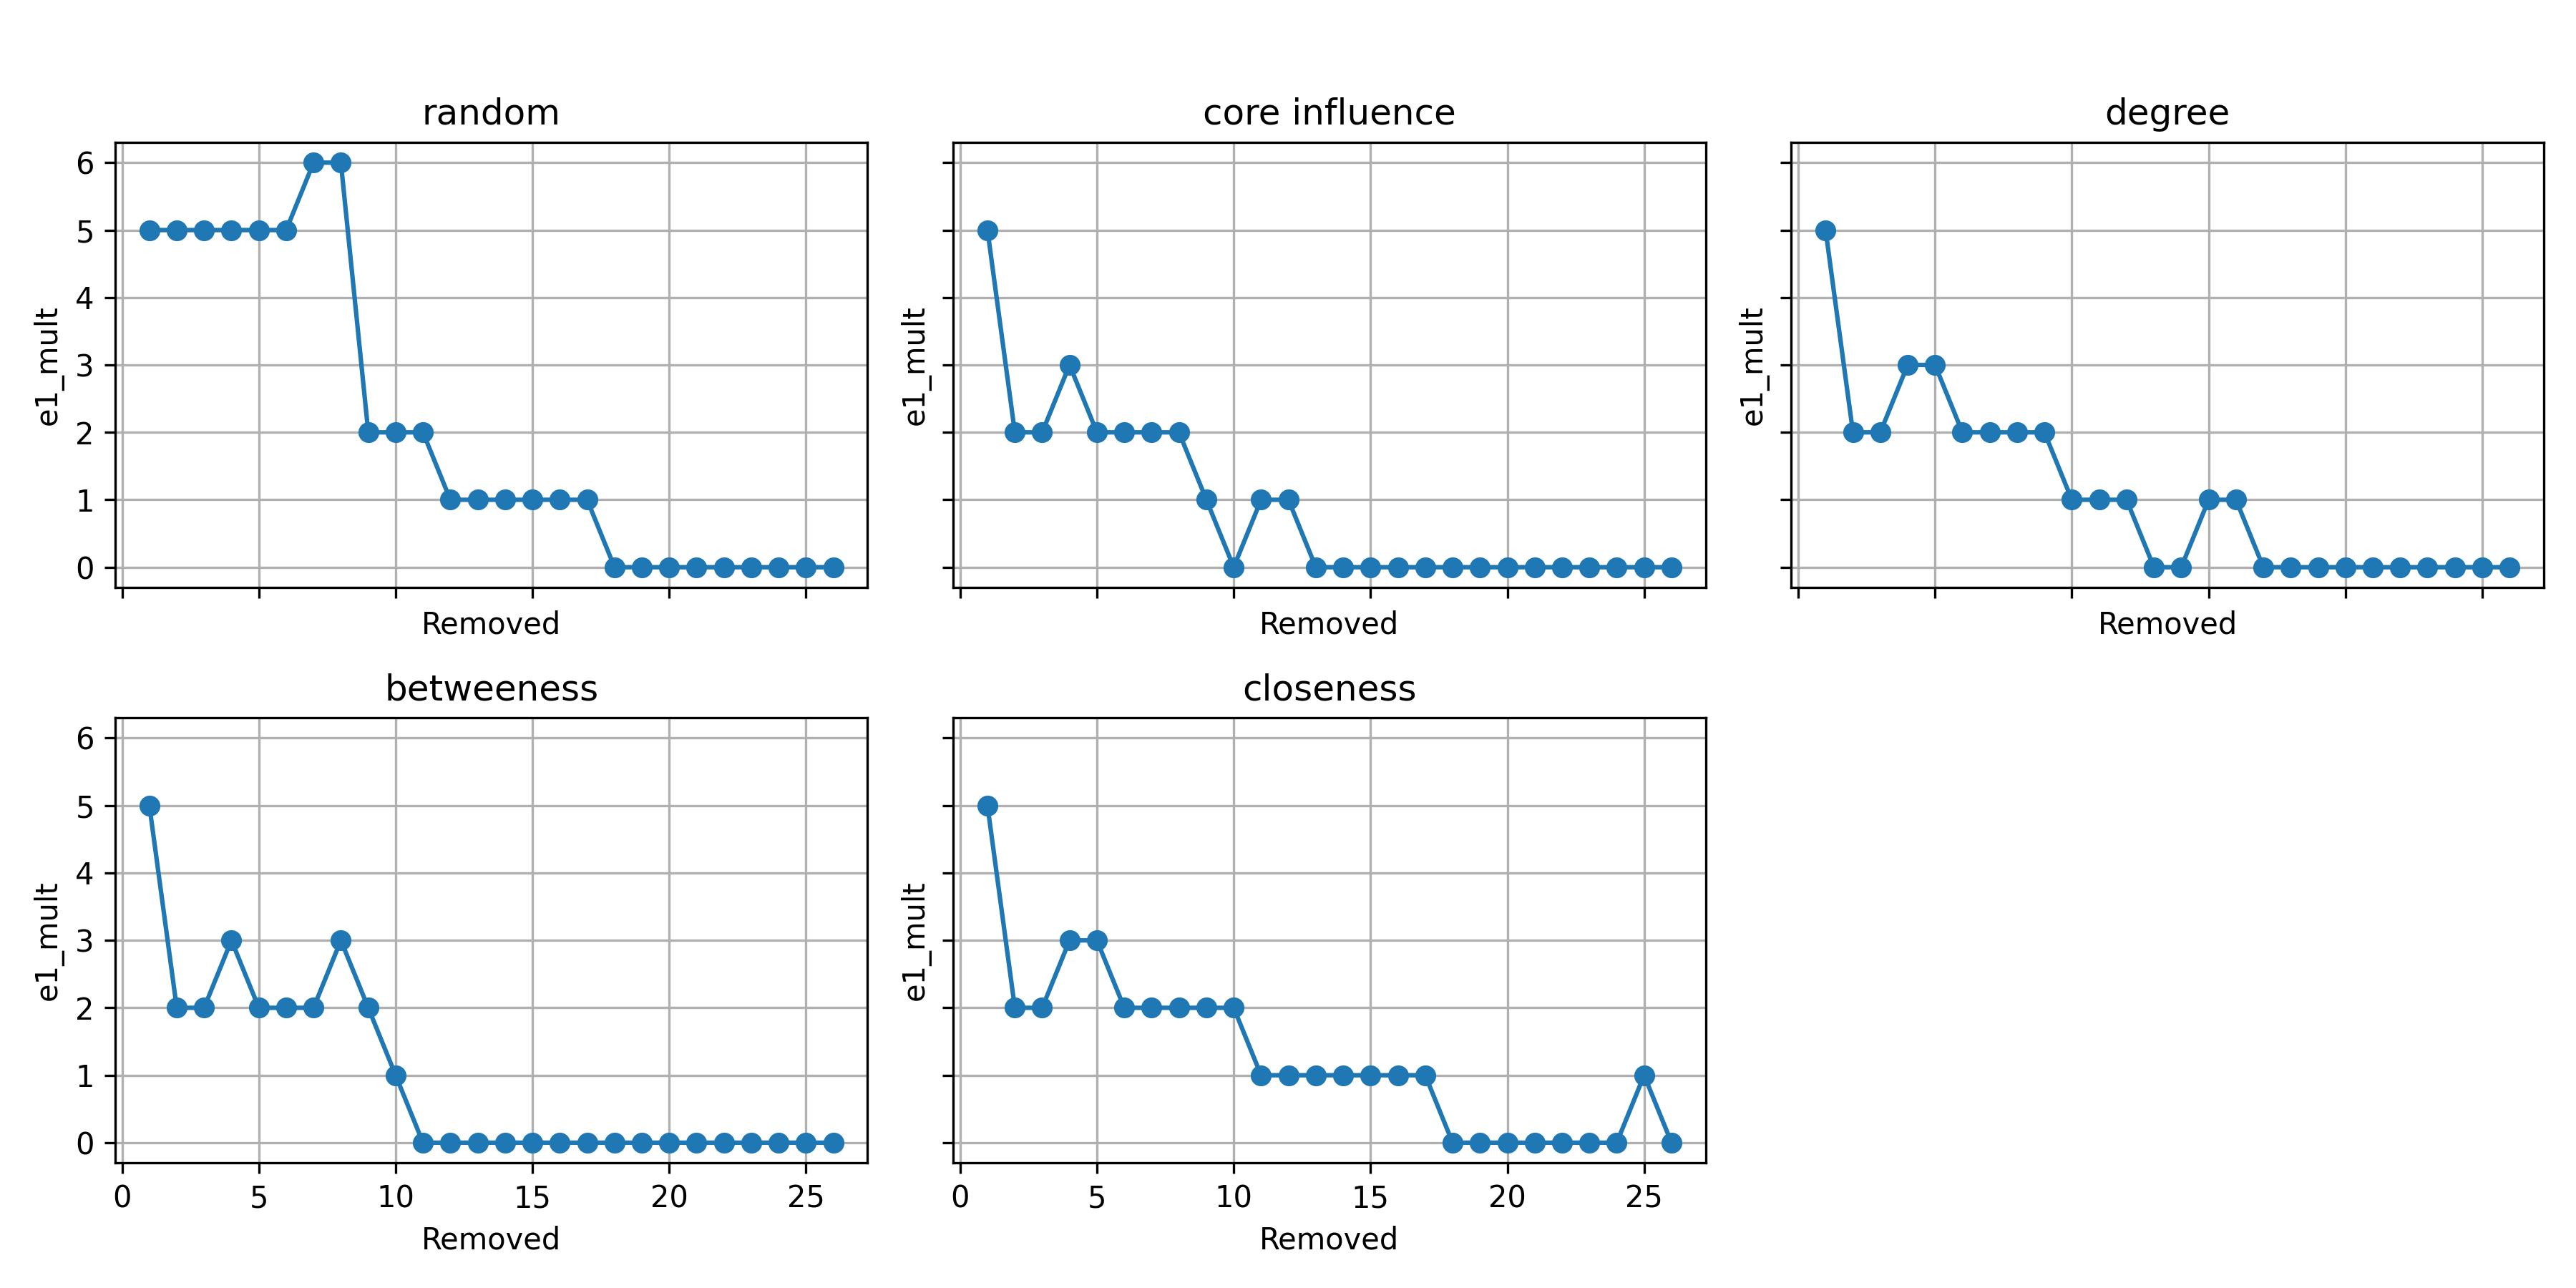 random
6
5
4
3
2
1
0
e1_mult
Removed
core influence
e1_mult
Removed
degree
e1_mult
Removed
betweeness
6
5
4
3
2
1
0
e1_mult
0 5 10 15 20 25
Removed
closeness
e1_mult
0 5 10 15 20 25
Removed